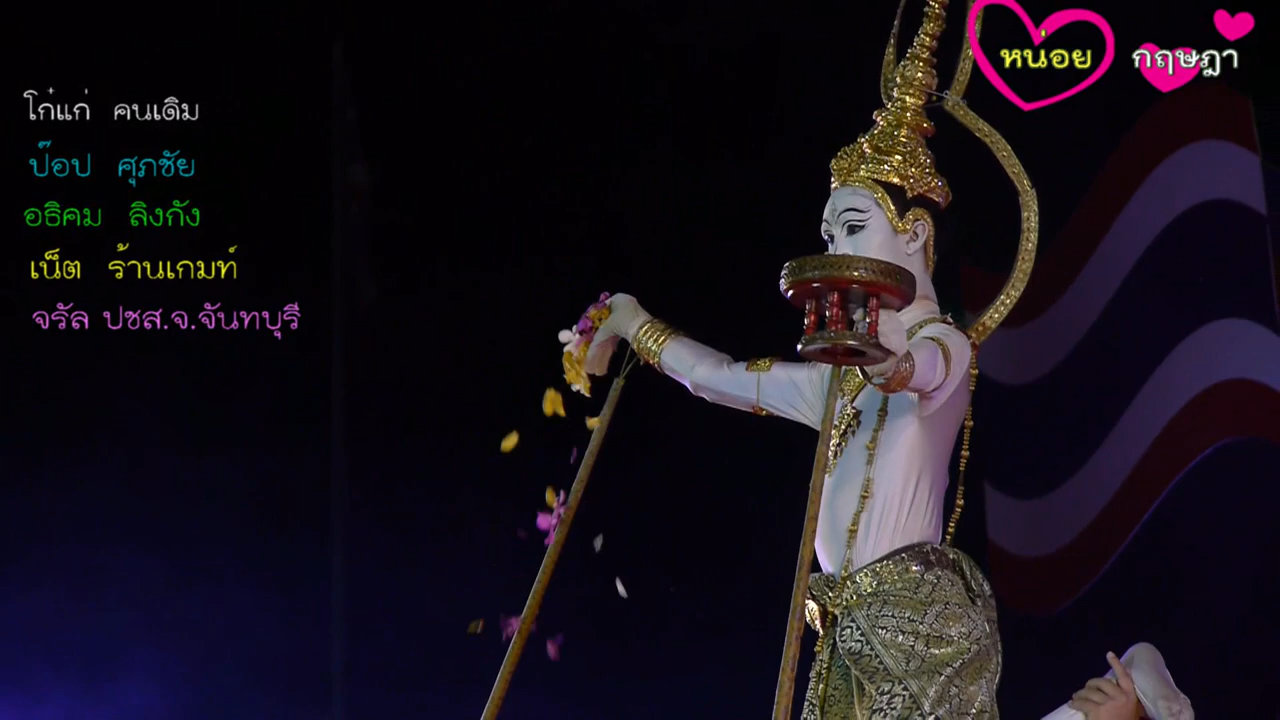 หน่อย กฤษฎา
โก๋แก่ คนเดิม
ป๊อป ศุภชัย
อธิคม ลิงกัง
เน็ต ร้านเกมท์
จรัล ปชส.จ.จันทบุรี